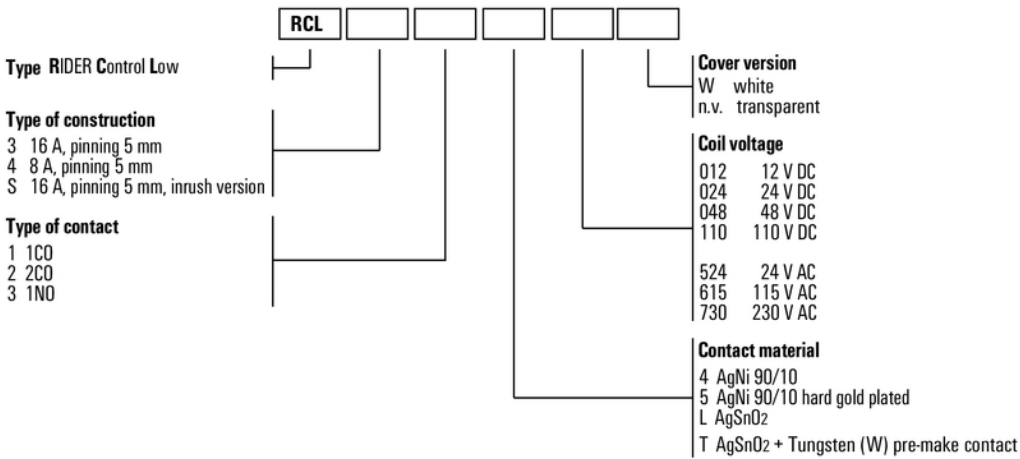 RCL
Type RIDER Control Low
Type of construction
3 16 A, pinning 5 mm
4 8 A, pinning 5 mm
S 16 A, pinning 5 mm, inrush version
Type of contact
1 1CO
2 2CO
3 1NO
Cover version
W white
n.v. transparent
Coil voltage
012 12 V DC
024 24 V DC
048 48 V DC
110 110 V DC
524 24 V AC
615 115 V AC
730 230 V AC
Contact material
4 AgNi 90/10
5 AgNi 90/10 hard gold plated
L AgSnO2
T AgSnO2 + Tungsten (W) pre-make contact